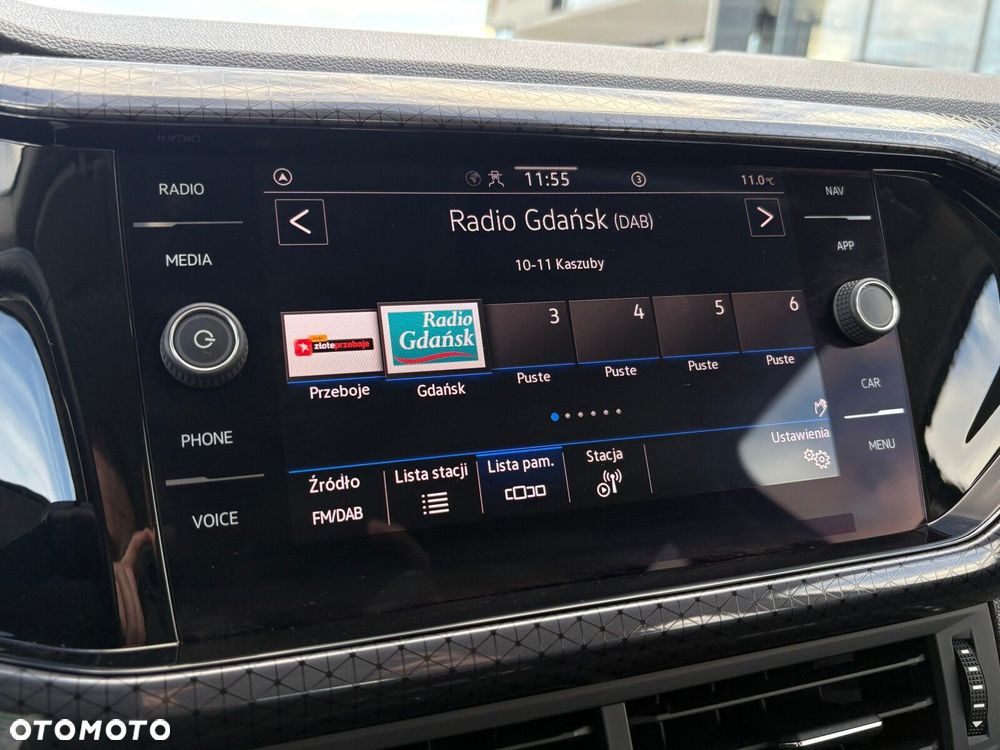 RADIO
MEDIA
PHONE
VOICE
11:55
3
11.0°C
Radio Gdańsk (DAB)
10-11 Kaszuby
złoteprzeboje
Radio
Gdańsk
3
4
5
6
Przeboje
Gdańsk
Puste
Puste
Puste
Puste
Źródło
FM/DAB
Lista stacji
Lista pam.
Stacja
Ustawienia
NAV
APP
CAR
MENU
OTOMOTO